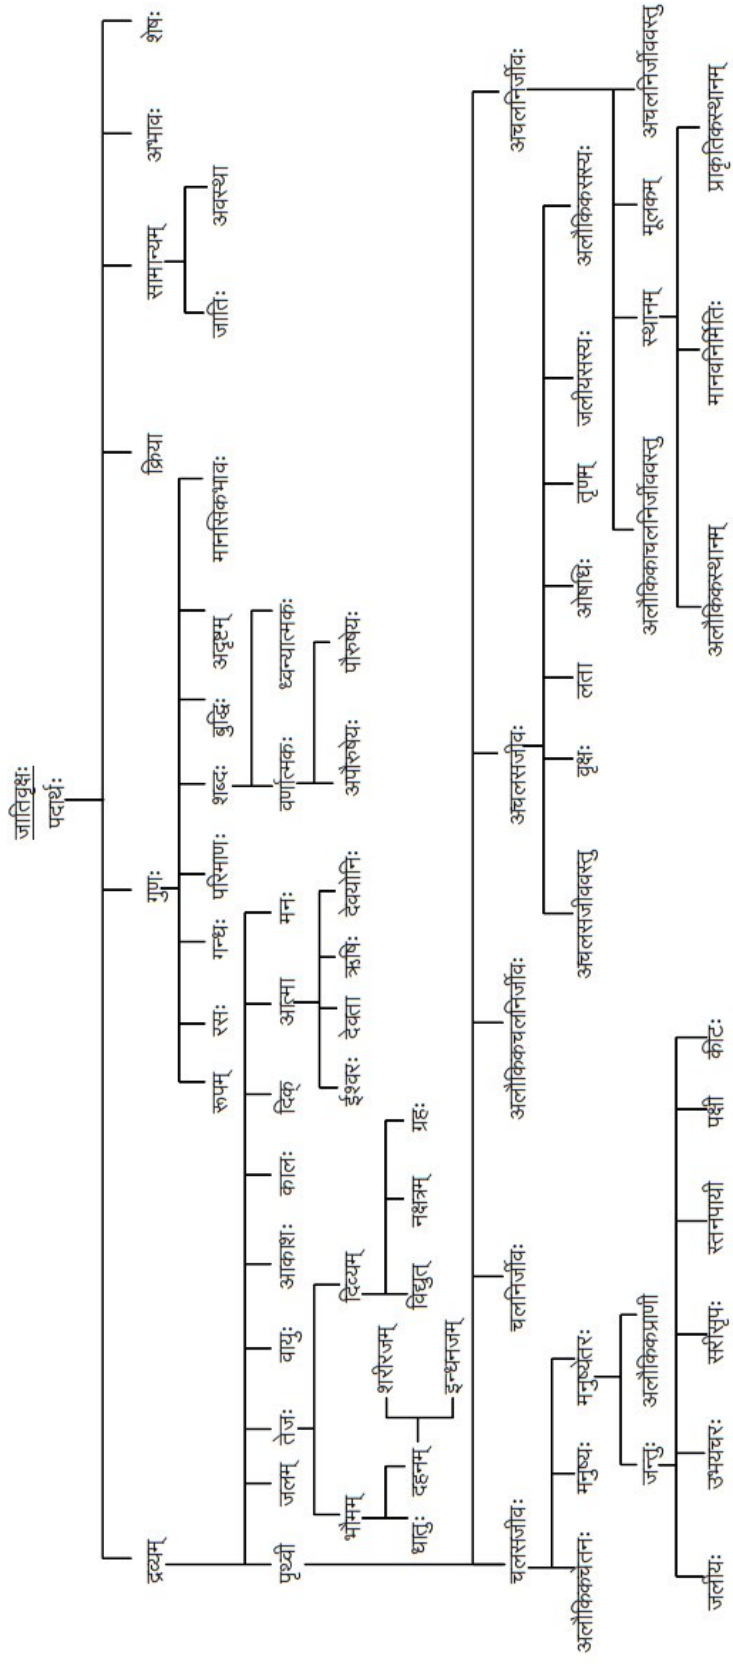 जातिवृक्षः
पदार्थः
द्रव्यम् गुणः क्रिया सामान्यम् अभावः शेषः
जातिः अवस्था
रूपम् रसः गन्धः परिमाणः शब्दः बुद्धिः अदृष्टम् मानसिकभावः
पृथ्वी जलम् तेजः वायुः आकाशः कालः दिक् आत्मा मनः वर्णात्मकः ध्वन्यात्मकः
भौमम् दिव्यम् ईश्वरः देवता ऋषिः देवयोनिः अपौरुषेयः पौरुषेयः
शरीरजम्
धातुः दहनम् विद्युत् नक्षत्रम् ग्रहः
इन्धनजम्
चलसजीवः चलनिर्जीवः अलौकिकचलनिर्जीवः अचलसजीवः अचलनिर्जीवः
अलौकिकचेतनः मनुष्यः मनुष्येतरः अचलसजीववस्तु वृक्षः लता ओषधिः तृणम् जलीयसस्यः अलौकिकसस्यः
जन्तुः अलौकिकप्राणी अलौकिकाचलनिर्जीववस्तु स्थानम् मूलकम् अचलनिर्जीववस्तु
जलीयः उभयचरः सरीसृपः स्तनपायी पक्षी कीटः अलौकिकस्थानम् मानवनिर्मितिः प्राकृतिकस्थानम्